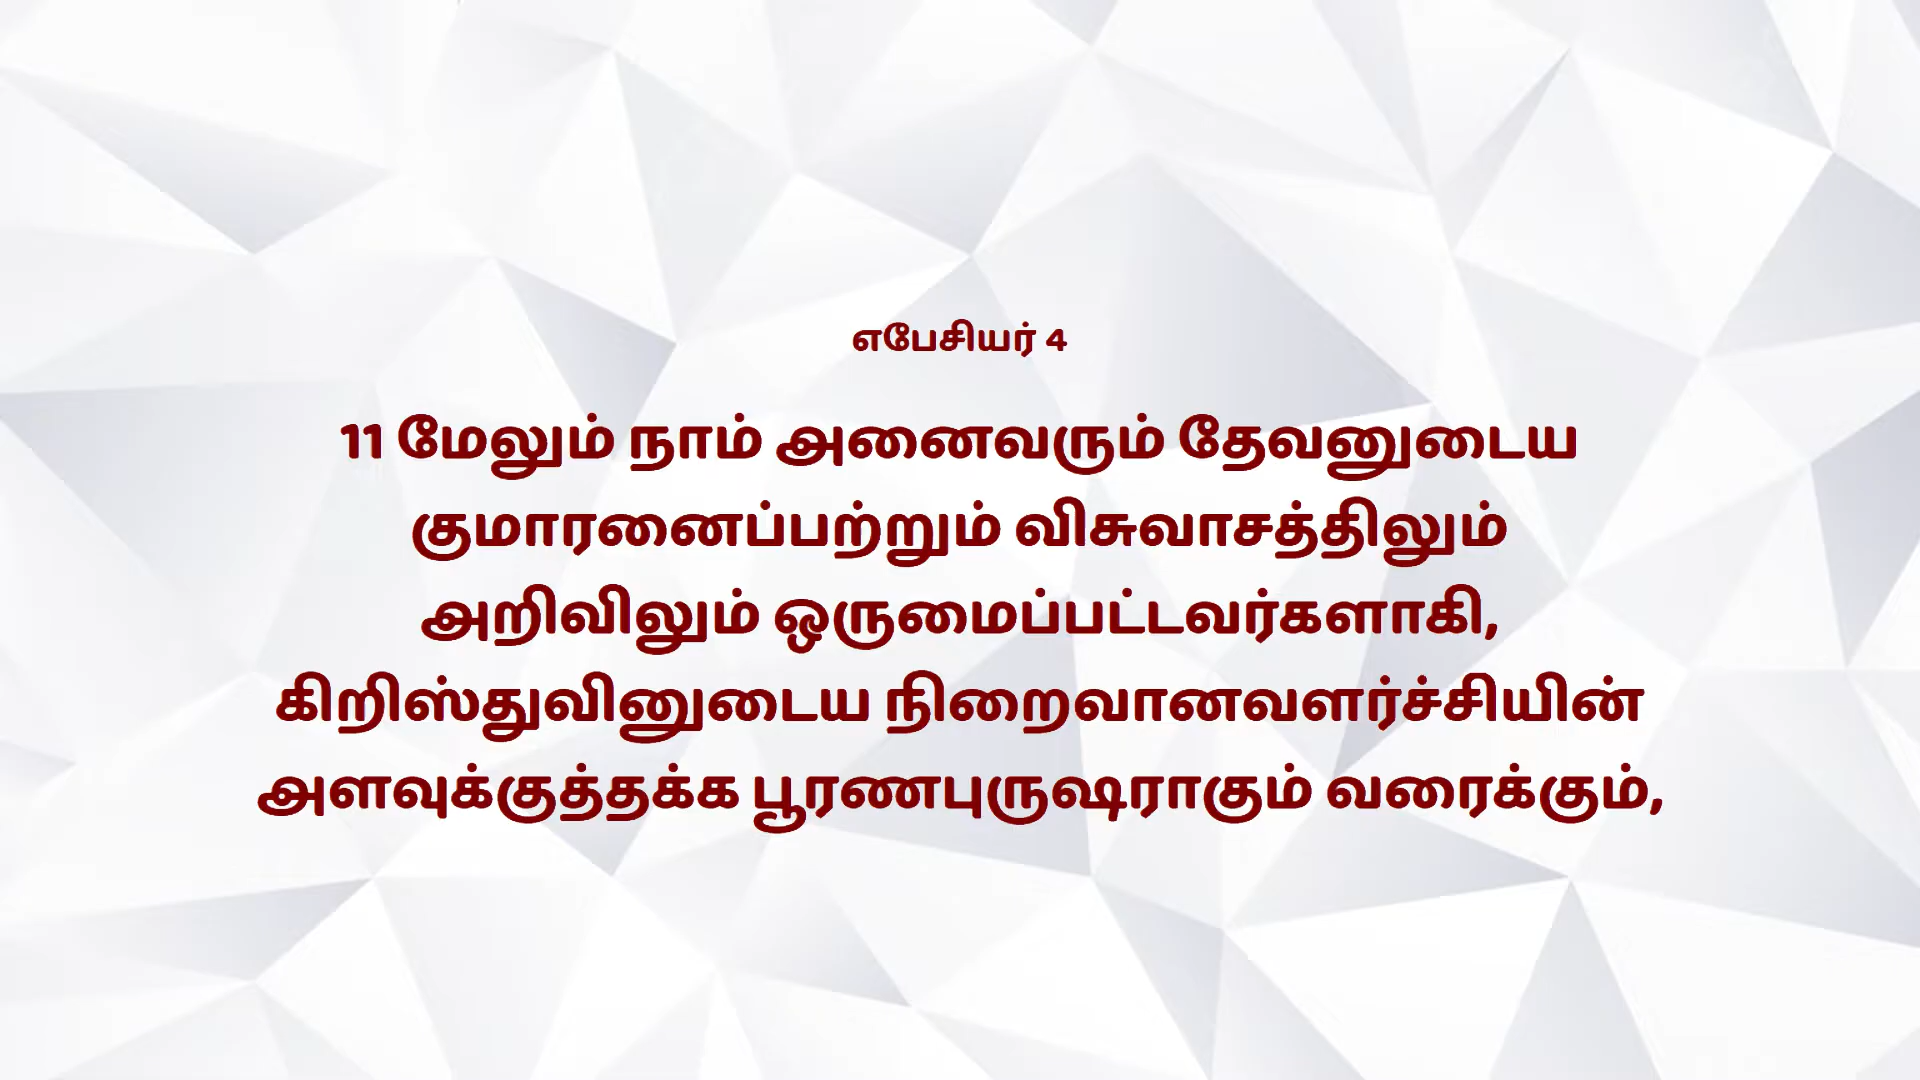 எபேசியர் 4
11 மேலும் நாம் அனைவரும் தேவனுடைய
குமாரனைப்பற்றும் விசுவாசத்திலும்
அறிவிலும் ஒருமைப்பட்டவர்களாகி,
கிறிஸ்துவினுடைய நிறைவானவளர்ச்சியின்
அளவுக்குத்தக்க பூரணபுருஷராகும் வரைக்கும்,